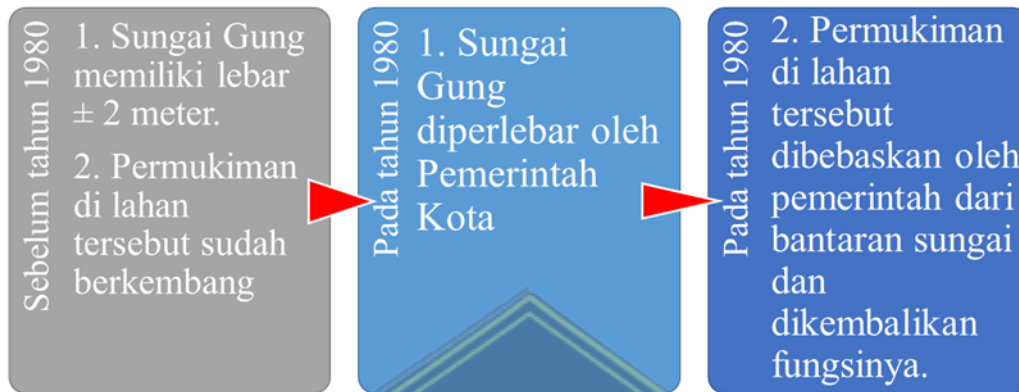 Sebelum tahun 1980
1. Sungai Gung
memiliki lebar
± 2 meter.
2. Permukiman
di lahan
tersebut sudah
berkembang
Pada tahun 1980
1. Sungai
Gung
diperlebar oleh
Pemerintah
Kota
Pada tahun 1980
2. Permukiman
di lahan
tersebut
dibebaskan oleh
pemerintah dari
bantaran sungai
dan
dikembalikan
fungsinya.